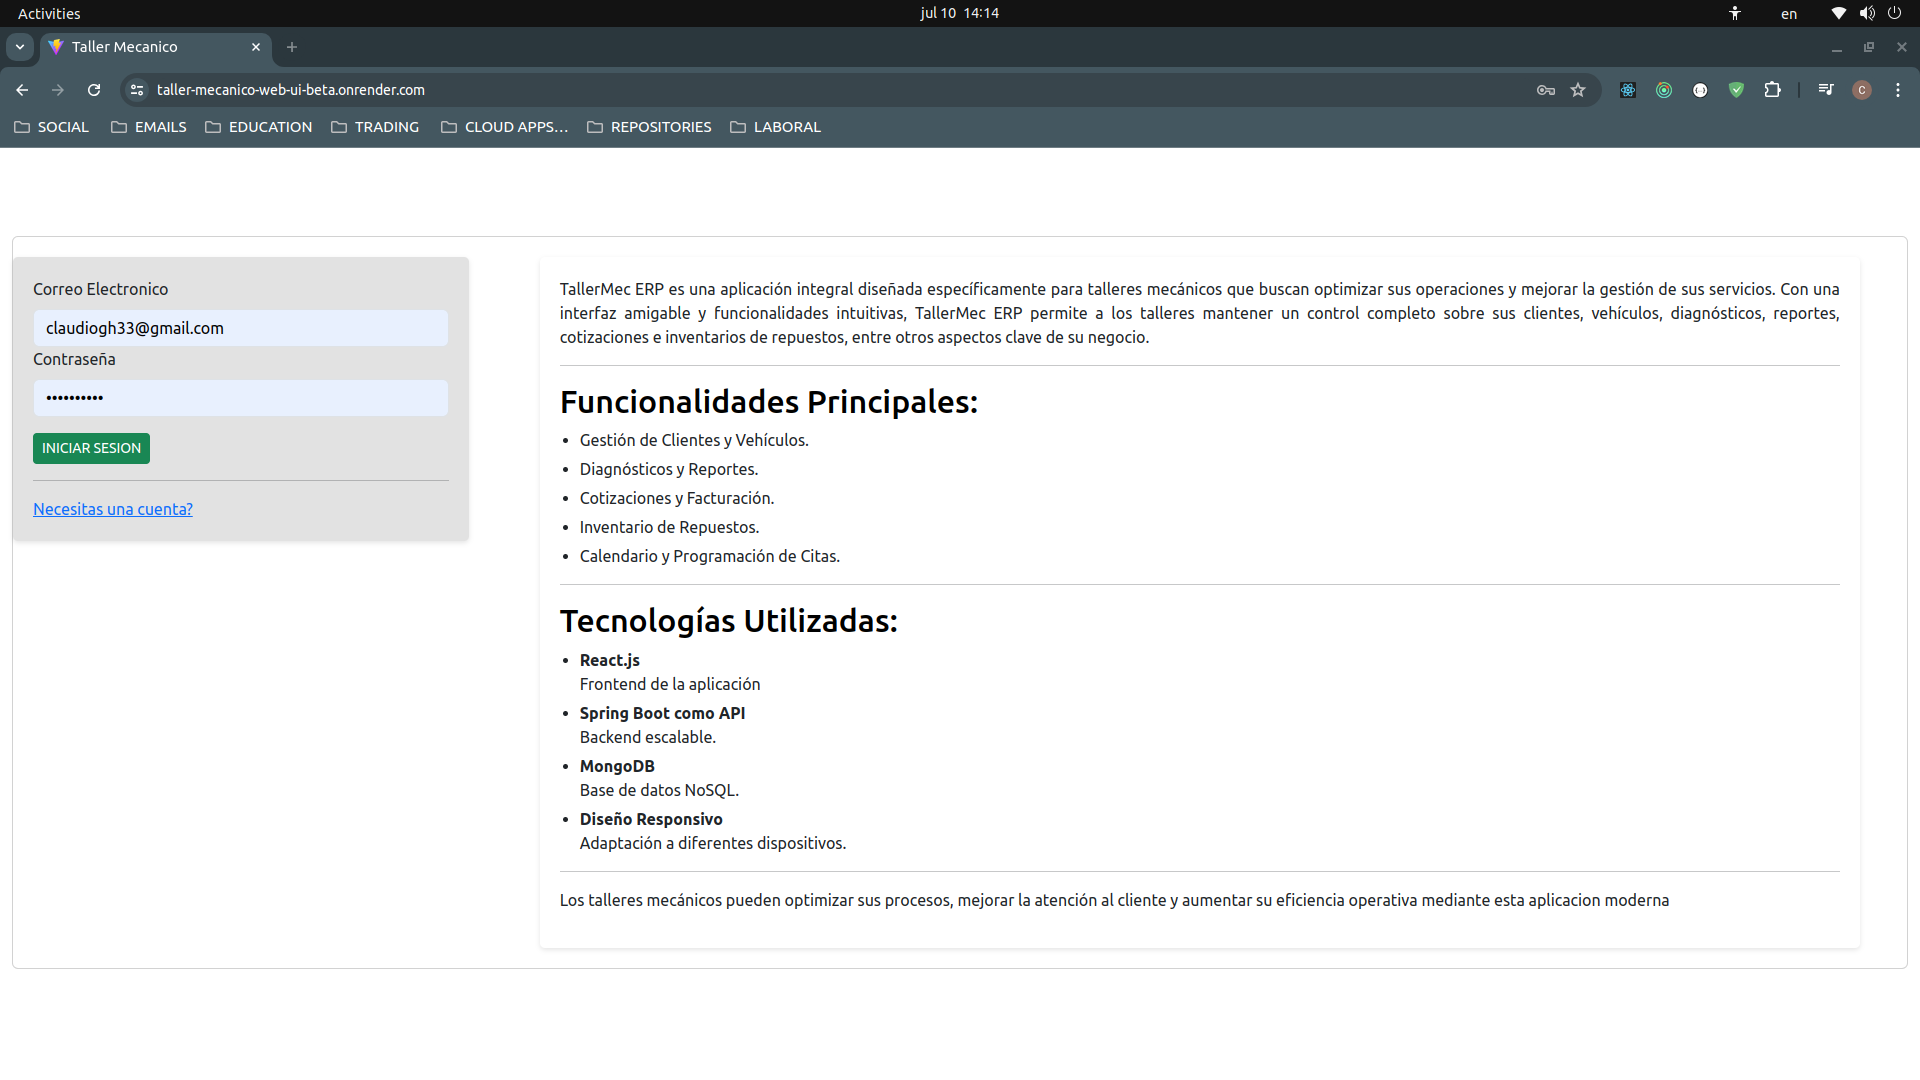 Activities
jul 10 14:14
en
Taller Mecanico
taller-mecanico-web-ui-beta.onrender.com
C
SOCIAL
EMAILS
EDUCATION
TRADING
CLOUD APPS...
REPOSITORIES
LABORAL
Correo Electronico
claudiogh33@gmail.com
Contraseña
••••••••••
INICIAR SESION
Necesitas una cuenta?
TallerMec ERP es una aplicación integral diseñada específicamente para talleres mecánicos que buscan optimizar sus operaciones y mejorar la gestión de sus servicios. Con una
interfaz amigable y funcionalidades intuitivas, TallerMec ERP permite a los talleres mantener un control completo sobre sus clientes, vehículos, diagnósticos, reportes,
cotizaciones e inventarios de repuestos, entre otros aspectos clave de su negocio.
Funcionalidades Principales:
• Gestión de Clientes y Vehículos.
• Diagnósticos y Reportes.
• Cotizaciones y Facturación.
• Inventario de Repuestos.
• Calendario y Programación de Citas.
Tecnologías Utilizadas:
• React.js
Frontend de la aplicación
• Spring Boot como API
Backend escalable.
• MongoDB
Base de datos NoSQL.
• Diseño Responsivo
Adaptación a diferentes dispositivos.
Los talleres mecánicos pueden optimizar sus procesos, mejorar la atención al cliente y aumentar su eficiencia operativa mediante esta aplicacion moderna